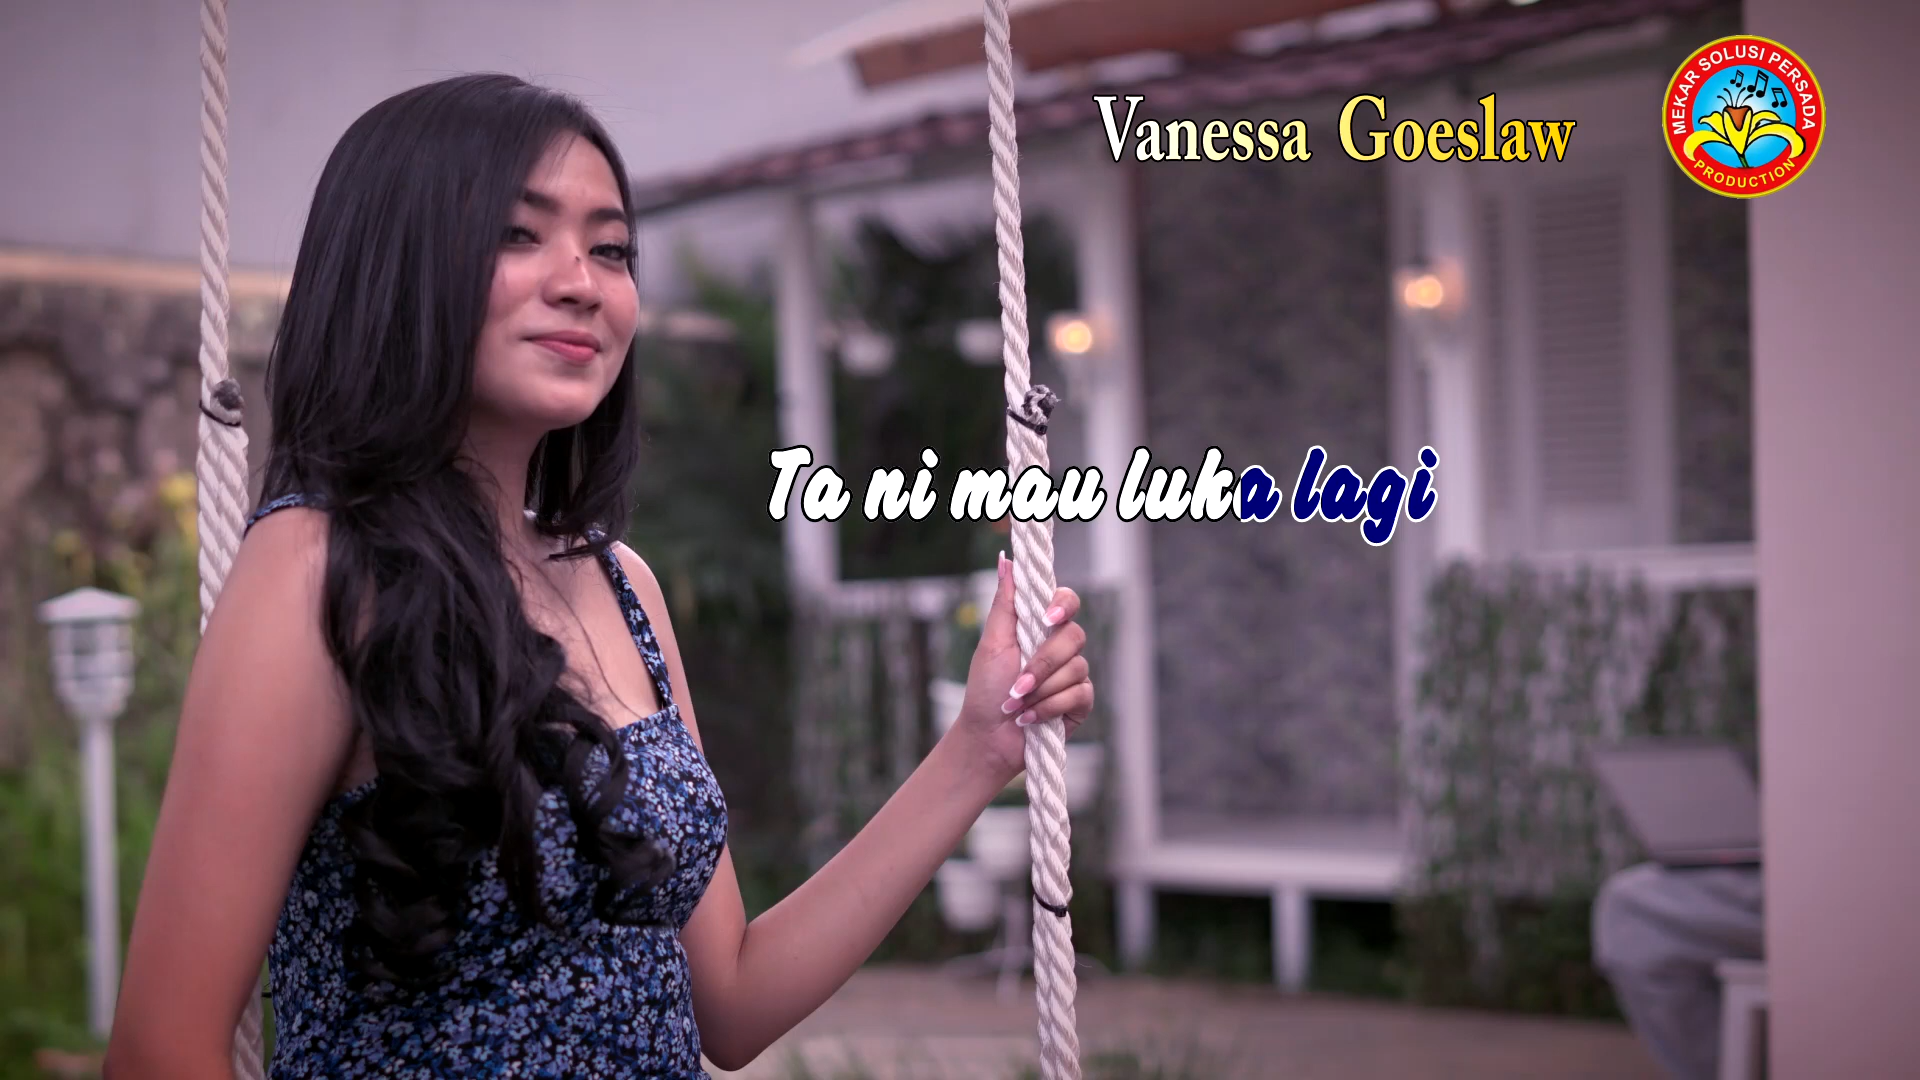 Vanessa Goeslaw
MEKAR SOLUSI PERSADA
PRODUCTION
Ta ni mau luka lagi